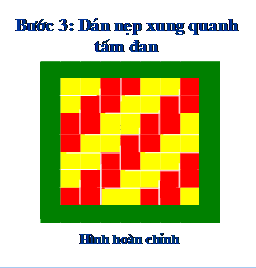 Bước 3: Dán nẹp xung quanh
tấm đan
Hình hoàn chỉnh